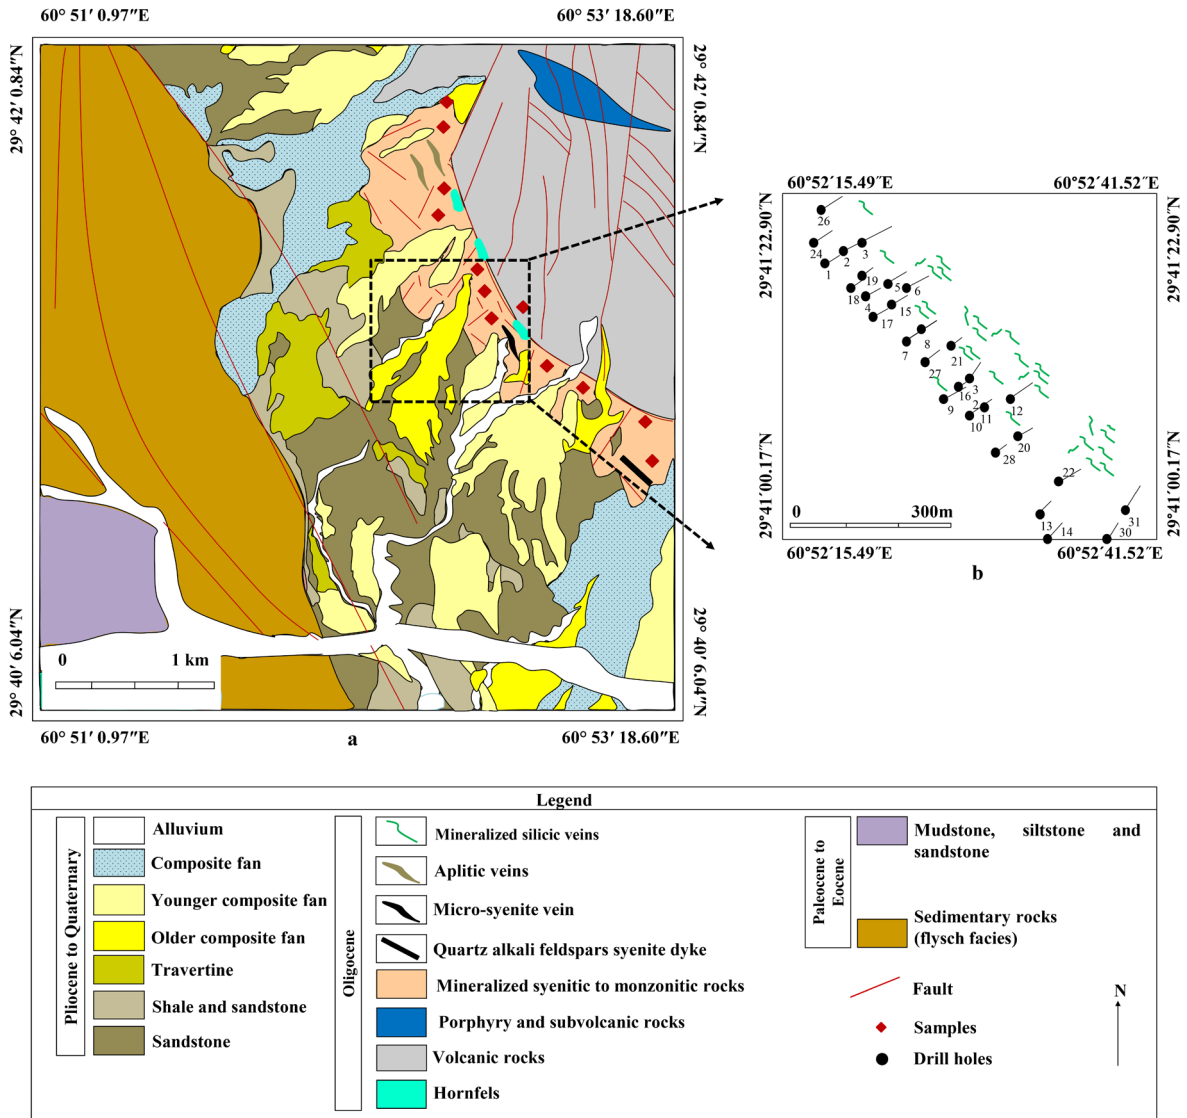 60° 51′ 0.97″E
60° 53′ 18.60″E
29° 42′ 0.84″N
29° 42′ 0.84″N
29° 40′ 6.04″N
29° 40′ 6.04″N
0
1 km
60° 51′ 0.97″E
60° 53′ 18.60″E
a
60°52′15.49″E
60°52′41.52″E
29°41′22.90″N
29°41′22.90″N
26
24
2
3
1
19
5
6
18
4
15
17
8
7
21
27
3
16
9
2
11
12
10
20
28
22
13
14
31
30
0
300m
29°41′00.17″N
29°41′00.17″N
60°52′15.49″E
60°52′41.52″E
b
Legend
Pliocene to Quaternary
Alluvium
Composite fan
Younger composite fan
Older composite fan
Travertine
Shale and sandstone
Sandstone
Oligocene
Mineralized silicic veins
Aplitic veins
Micro-syenite vein
Quartz alkali feldspars syenite dyke
Mineralized syenitic to monzonitic rocks
Porphyry and subvolcanic rocks
Volcanic rocks
Hornfels
Paleocene to
Eocene
Mudstone, siltstone and
sandstone
Sedimentary rocks
(flysch facies)
Fault
Samples
Drill holes
N